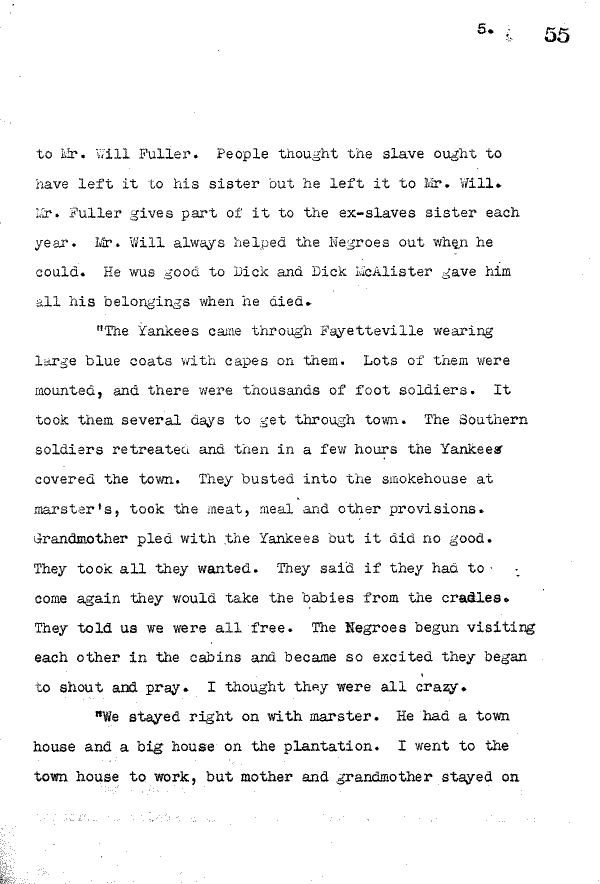 5. 55
to Mr. Will Fuller. People thought the slave ought to
have left it to his sister but he left it to Mr. Will.
Mr. Fuller gives part of it to the ex-slaves sister each
year. Mr. Will always helped the Negroes out when he
could. He wus good to Dick and Dick McAlister gave him
all his belongings when he died.
"The Yankees came through Fayetteville wearing
large blue coats with capes on them. Lots of them were
mounted, and there were thousands of foot soldiers. It
took them several days to get through town. The Southern
soldiers retreated and then in a few hours the Yankees
covered the town. They busted into the smokehouse at
marster's, took the meat, meal and other provisions.
Grandmother pled with the Yankees but it did no good.
They took all they wanted. They said if they had to
come again they would take the babies from the cradles.
They told us we were all free. The Negroes begun visiting
each other in the cabins and became so excited they began
to shout and pray. I thought they were all crazy.
"We stayed right on with marster. He had a town
house and a big house on the plantation. I went to the
town house to work, but mother and grandmother stayed on